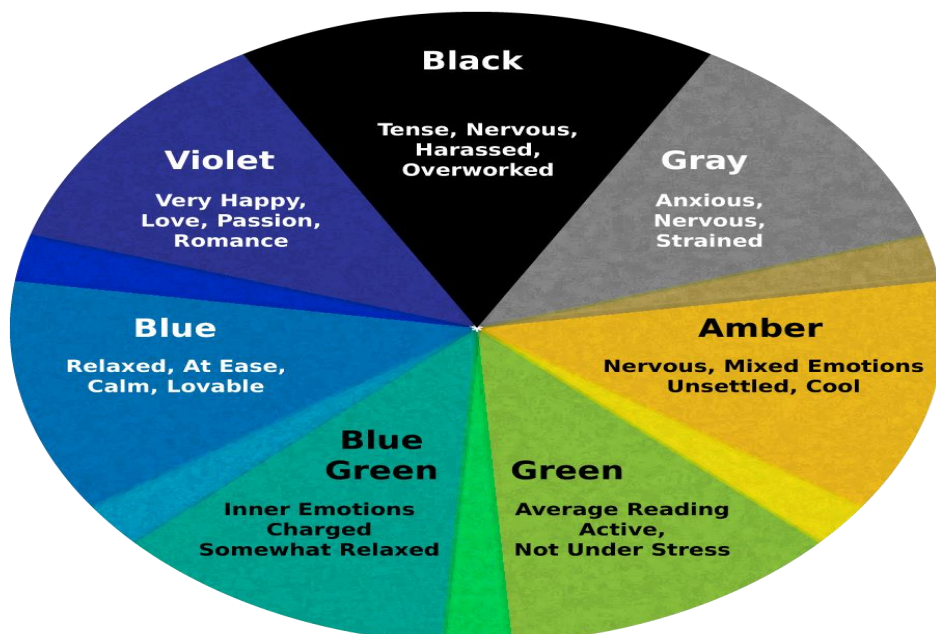 Black
Tense, Nervous,
Harassed,
Overworked
Gray
Anxious,
Nervous,
Strained
Amber
Nervous, Mixed Emotions
Unsettled, Cool
Green
Average Reading
Active,
Not Under Stress
Blue
Green
Inner Emotions
Charged
Somewhat Relaxed
Blue
Relaxed, At Ease,
Calm, Lovable
Violet
Very Happy,
Love, Passion,
Romance